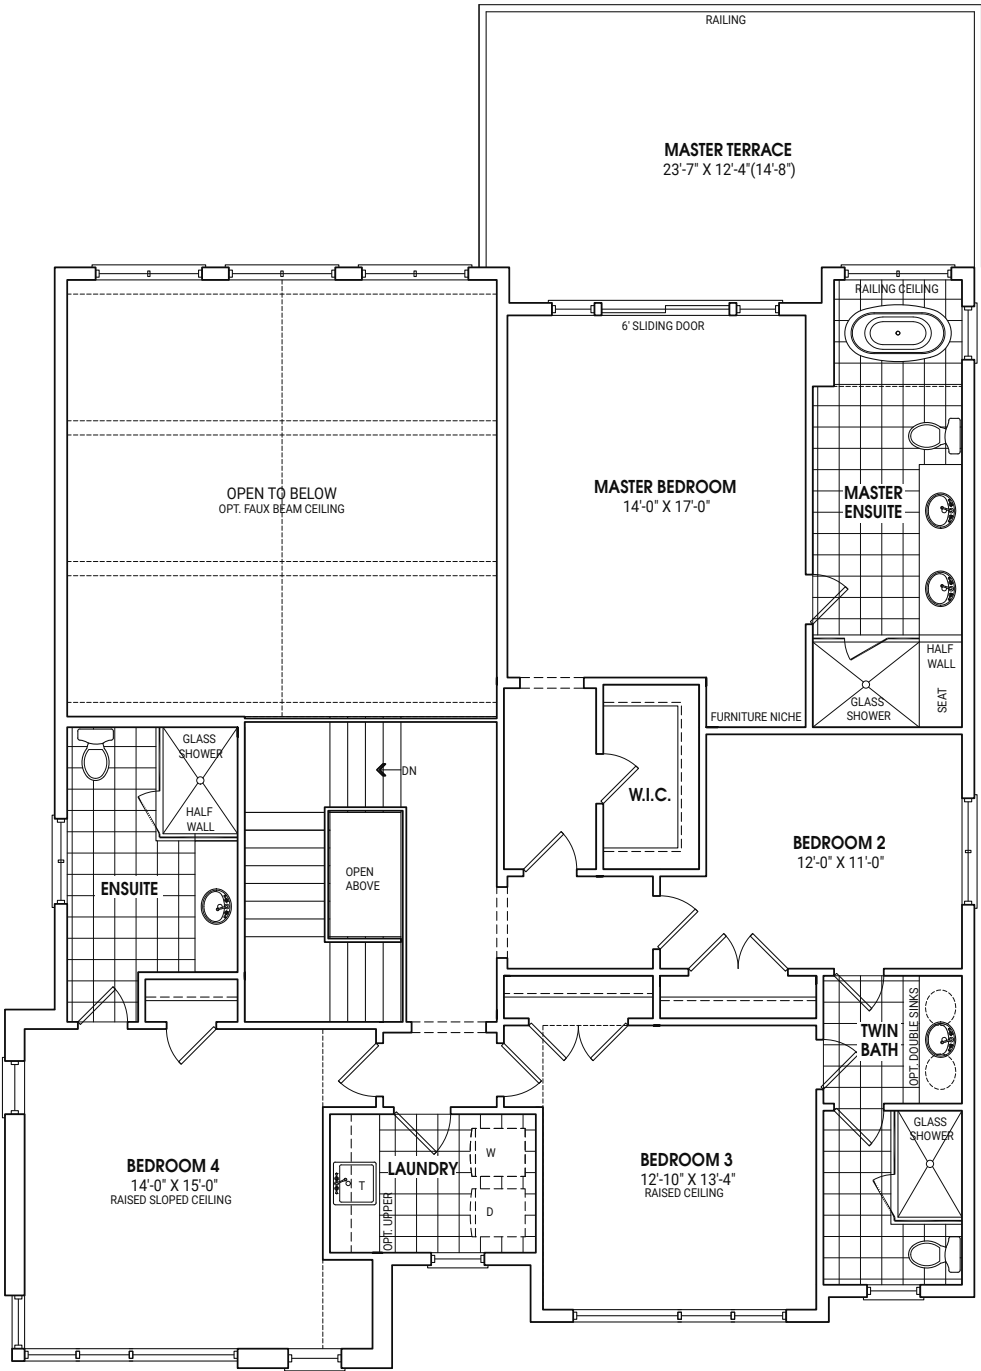 RAILING
MASTER TERRACE
23'-7" X 12'-4"(14'-8")
RAILING CEILING
6' SLIDING DOOR
OPEN TO BELOW
OPT. FAUX BEAM CEILING
MASTER BEDROOM
14'-0" X 17'-0"
MASTER
ENSUITE
HALF
WALL
SEAT
GLASS
SHOWER
FURNITURE NICHE
GLASS
SHOWER
HALF
WALL
DN
W.I.C.
BEDROOM 2
12'-0" X 11'-0"
OPEN
ABOVE
ENSUITE
TWIN
BATH
OPT. DOUBLE SINKS
GLASS
SHOWER
BEDROOM 4
14'-0" X 15'-0"
RAISED SLOPED CEILING
LAUNDRY
W
D
T
OPT. UPPER
BEDROOM 3
12'-10" X 13'-4"
RAISED CEILING